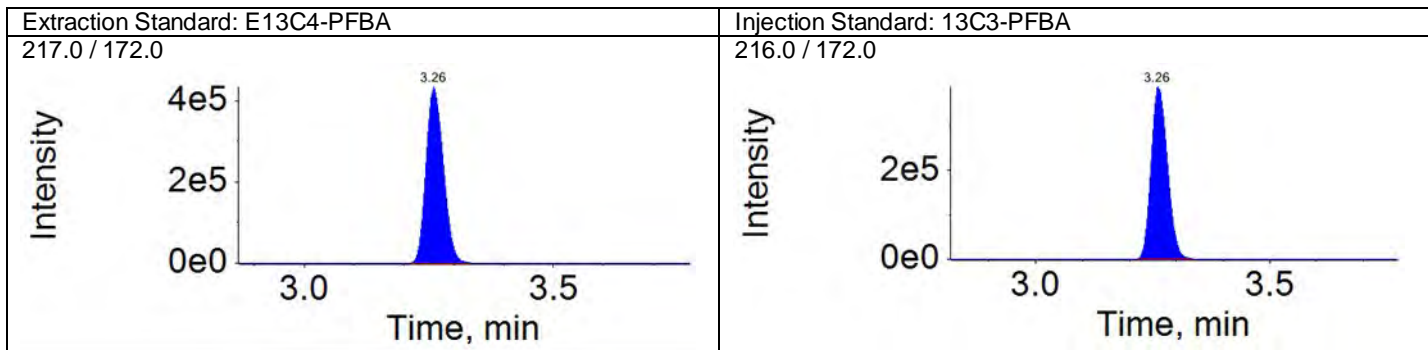 Extraction Standard: E13C4-PFBA
217.0 / 172.0
3.26
4e5
2e5
0e0
Intensity
3.0
3.5
Time, min
Injection Standard: 13C3-PFBA
216.0 / 172.0
3.26
2e5
0e0
Intensity
3.0
3.5
Time, min